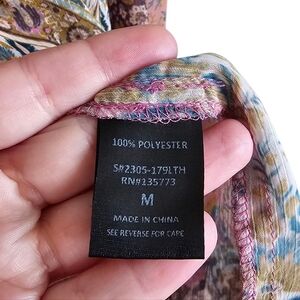 100% POLYESTER
S#2305-179LTH
RN#135773
M
MADE IN CHINA
SEE REVERSE FOR CARE